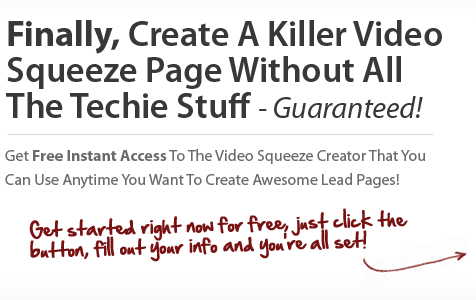 Finally, Create A Killer Video
Squeeze Page Without All
The Techie Stuff - Guaranteed!
Get Free Instant Access To The Video Squeeze Creator That You
Can Use Anytime You Want To Create Awesome Lead Pages!
Get started right now for free, just click the
button, fill out your info and you're all set!